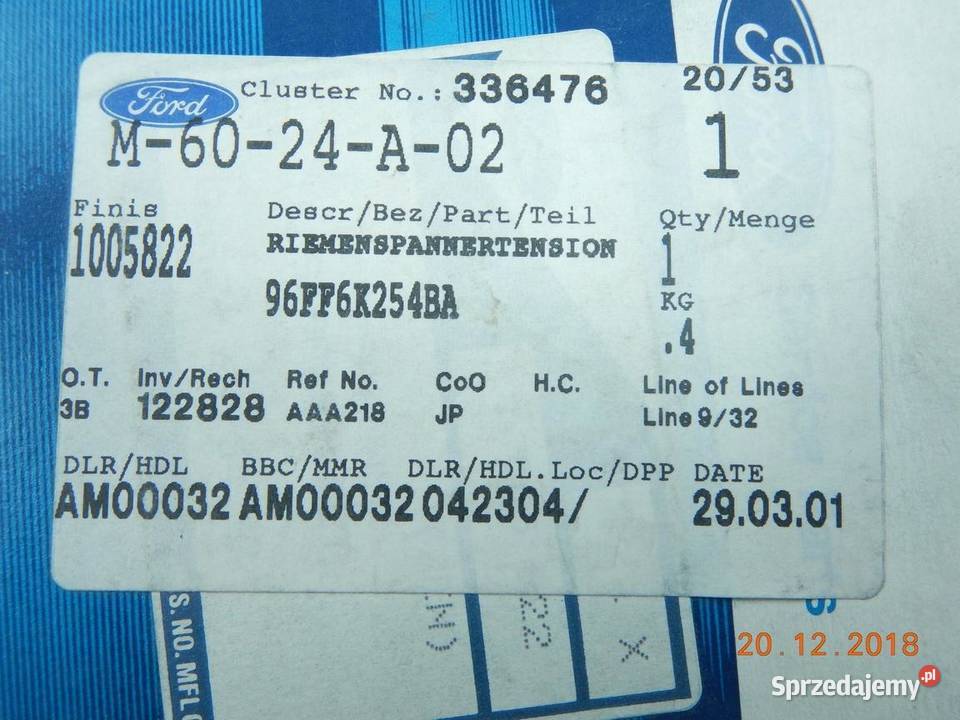 Ford Cluster No.: 336476 20/53
M-60-24-A-02 1
Finis Descr/Bez/Part/Teil Qty/Menge
1005822 RIEMENSPANNERTENSION 1
96FF6K254BA KG
.4
O.T. Inv/Rech Ref No. CoO H.C. Line of Lines
3B 122828 AAA218 JP Line 9/32
DLR/HDL BBC/MMR DLR/HDL.Loc/DPP DATE
AM00032 AM00032 042304/ 29.03.01
S. NO. MFL
20.12.2018
Sprzedajemy.pl